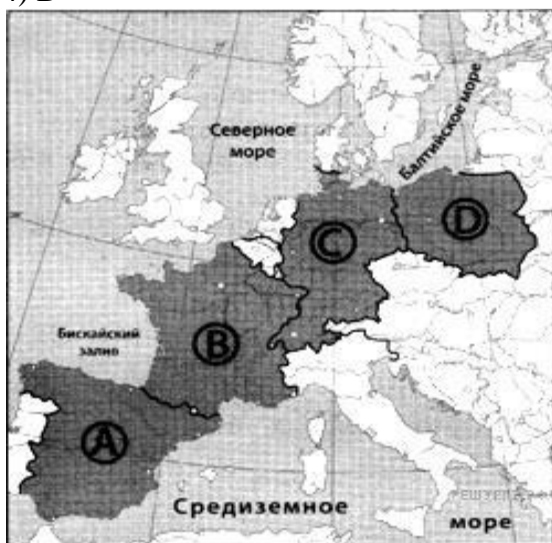 Северное
море
Балтийское море
C
D
B
Бискайский
залив
A
Средиземное
море